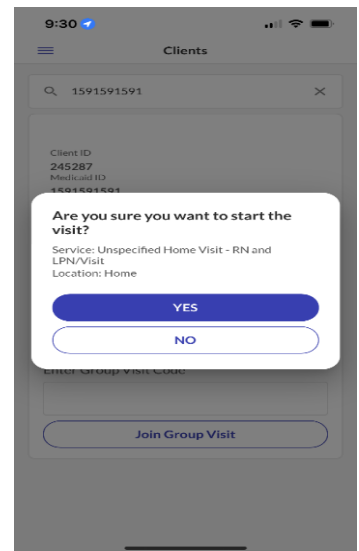 9:30
Clients
1591591591
Client ID
245287
Medicaid ID
1591591591
Are you sure you want to start the
visit?
Service: Unspecified Home Visit - RN and
LPN/Visit
Location: Home
YES
NO
Enter Group Visit Code
Join Group Visit